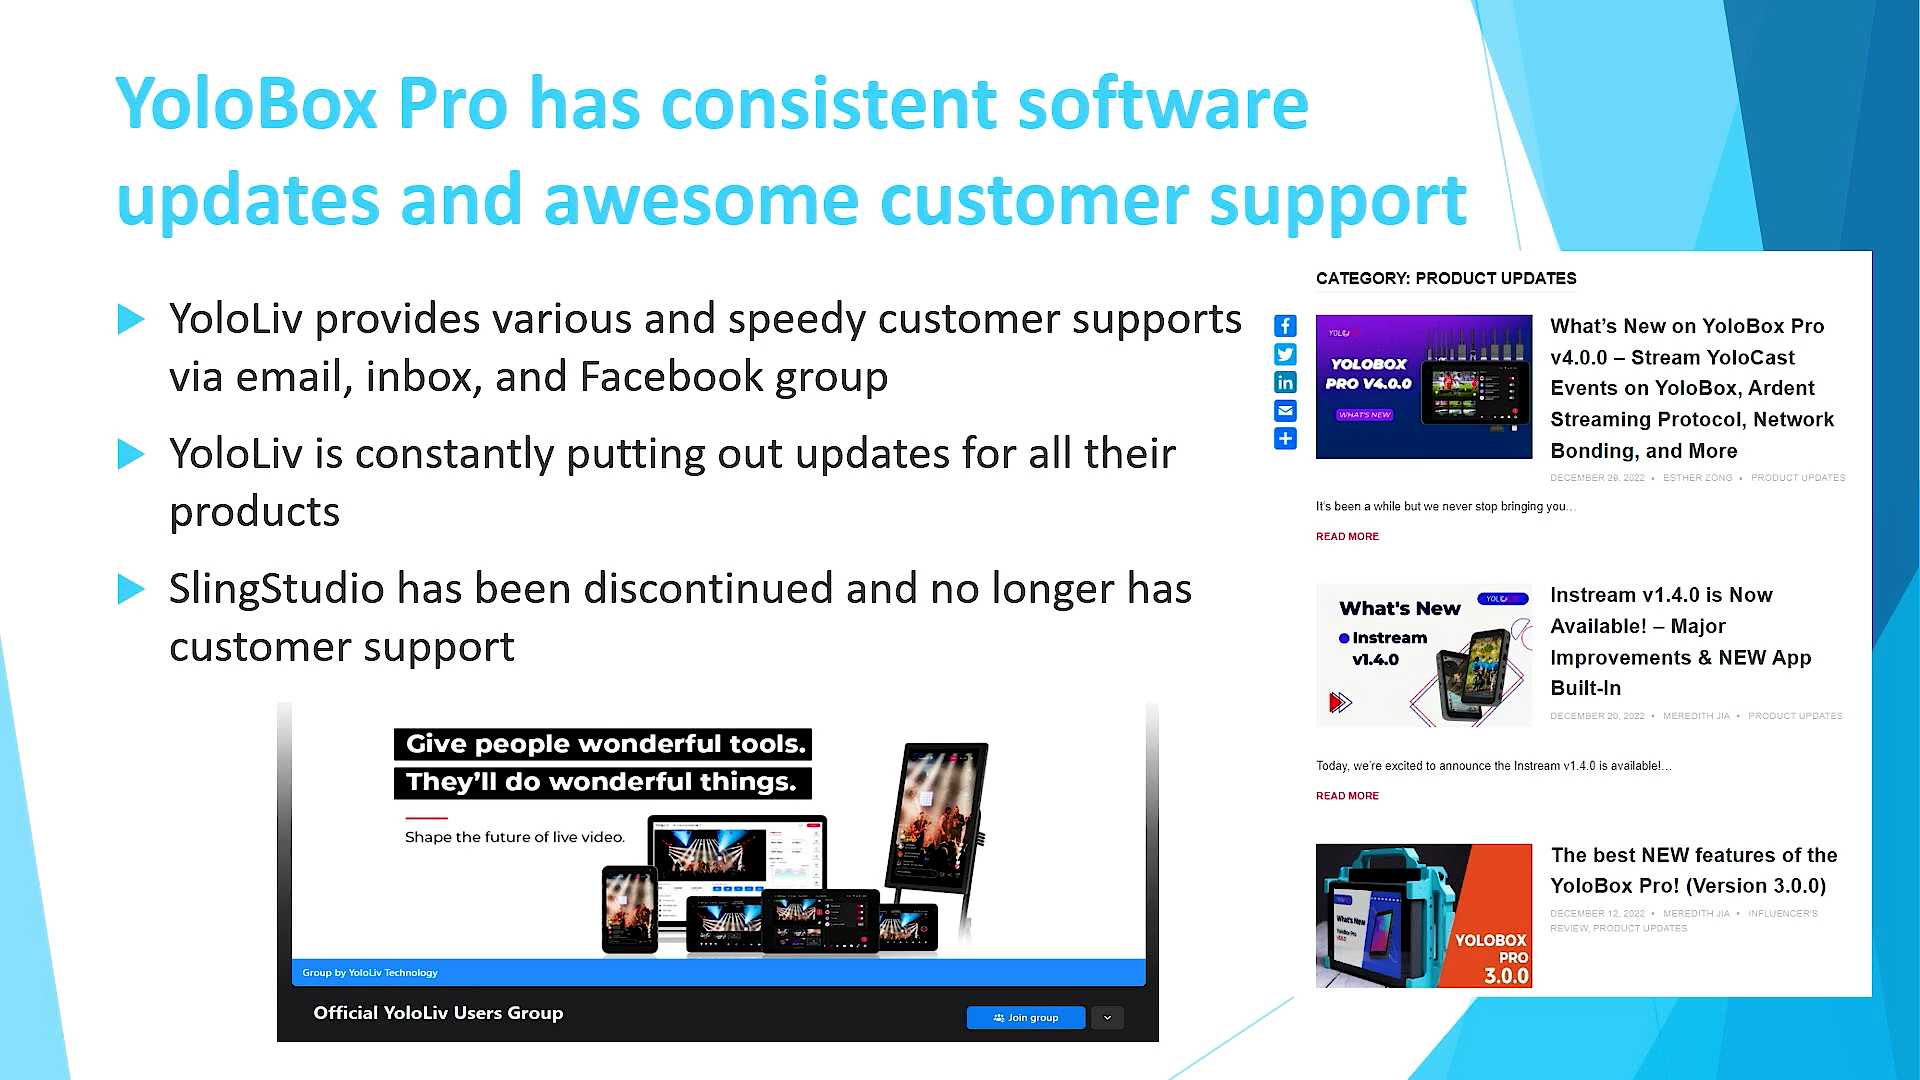 YoloBox Pro has consistent software
updates and awesome customer support
YoloLiv provides various and speedy customer supports
via email, inbox, and Facebook group
YoloLiv is constantly putting out updates for all their
products
SlingStudio has been discontinued and no longer has
customer support
Give people wonderful tools.
They'll do wonderful things.
Shape the future of live video.
Group by YoloLiv Technology
Official YoloLiv Users Group
Join group
CATEGORY: PRODUCT UPDATES
YOLOBOX
PRO V4.0.0
WHAT'S NEW
What's New on YoloBox Pro
v4.0.0 – Stream YoloCast
Events on YoloBox, Ardent
Streaming Protocol, Network
Bonding, and More
DECEMBER 29, 2022 • ESTHER ZONG • PRODUCT UPDATES
It's been a while but we never stop bringing you…
READ MORE
What's New
Instream
v1.4.0
Instream v1.4.0 is Now
Available! – Major
Improvements & NEW App
Built-In
DECEMBER 20, 2022 • MEREDITH JIA • PRODUCT UPDATES
Today, we're excited to announce the Instream v1.4.0 is available!…
READ MORE
What's New
YOLOBOX
PRO
3.0.0
The best NEW features of the
YoloBox Pro! (Version 3.0.0)
DECEMBER 12, 2022 • MEREDITH JIA • INFLUENCER'S
REVIEW, PRODUCT UPDATES